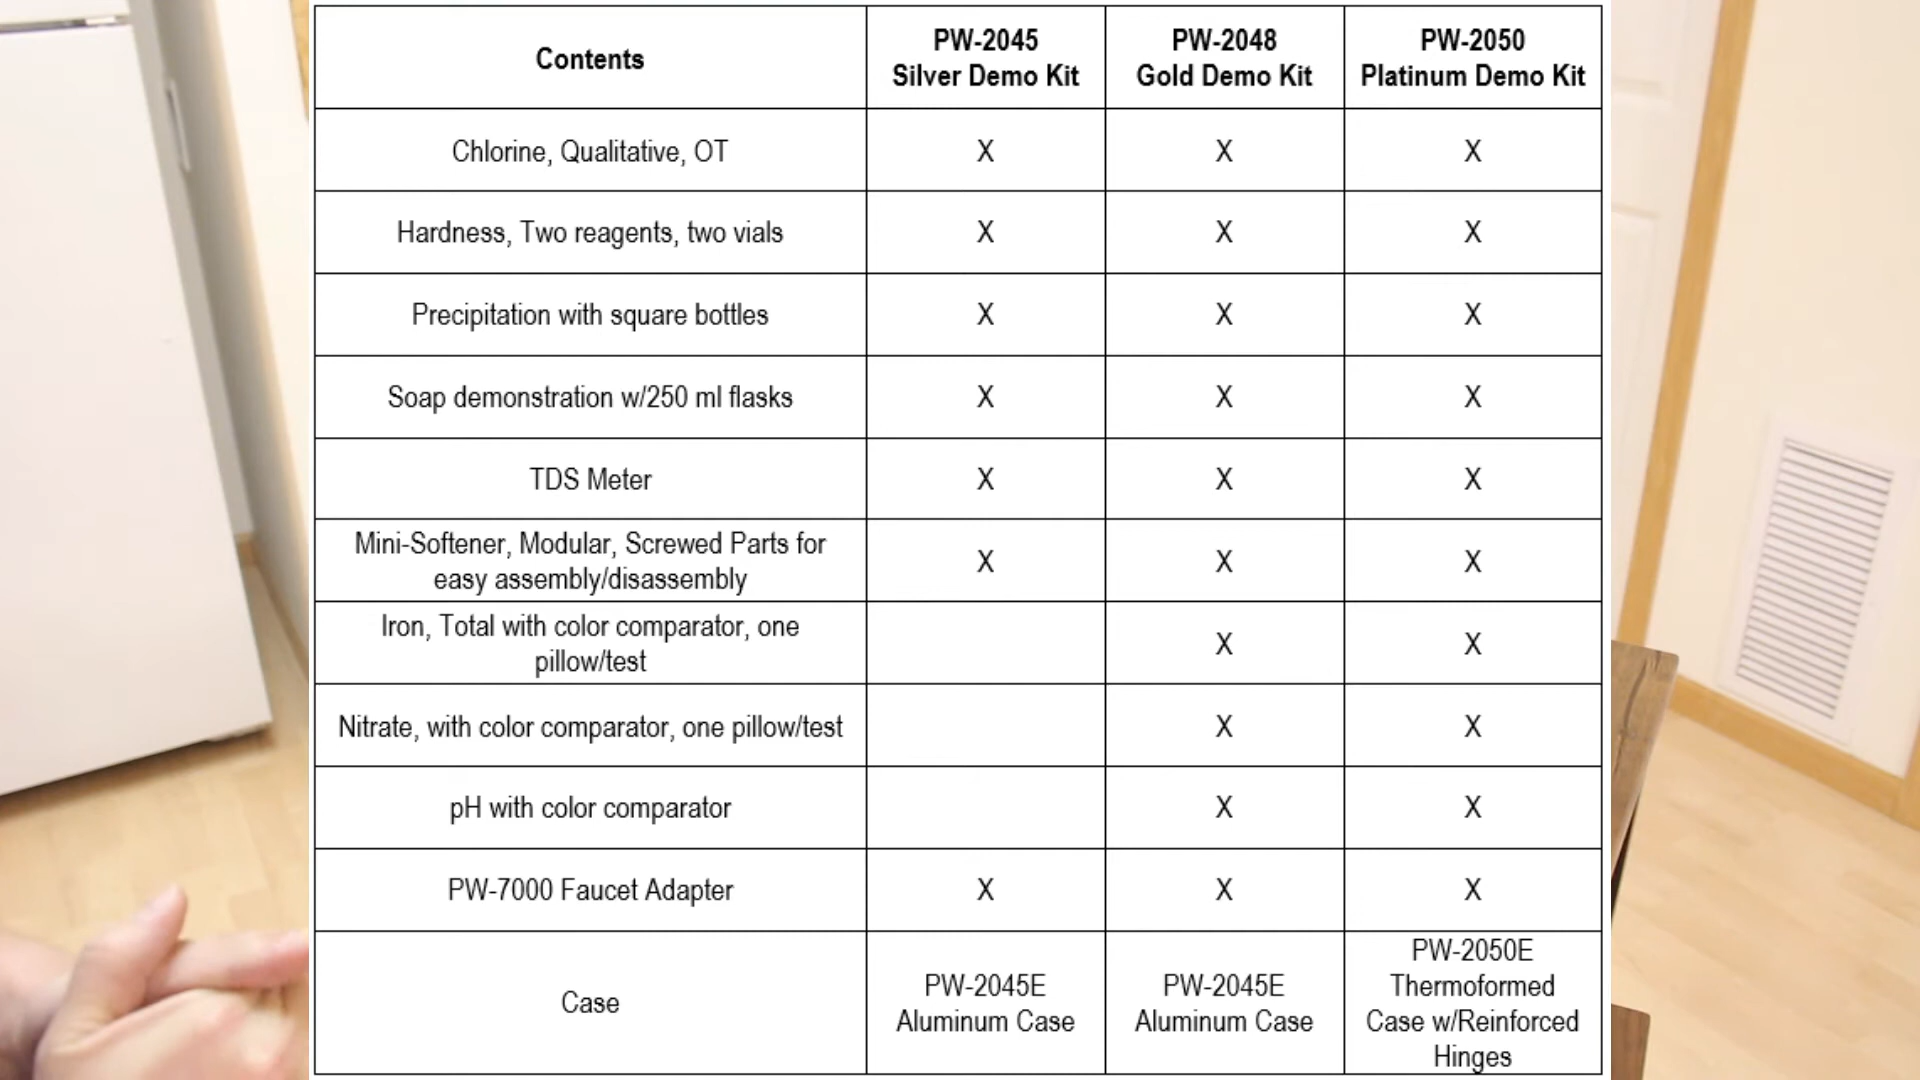 Contents
PW-2045
Silver Demo Kit
PW-2048
Gold Demo Kit
PW-2050
Platinum Demo Kit
Chlorine, Qualitative, OT
X
X
X
Hardness, Two reagents, two vials
X
X
X
Precipitation with square bottles
X
X
X
Soap demonstration w/250 ml flasks
X
X
X
TDS Meter
X
X
X
Mini-Softener, Modular, Screwed Parts for
easy assembly/disassembly
X
X
X
Iron, Total with color comparator, one
pillow/test
X
X
Nitrate, with color comparator, one pillow/test
X
X
pH with color comparator
X
X
PW-7000 Faucet Adapter
X
X
X
Case
PW-2045E
Aluminum Case
PW-2045E
Aluminum Case
PW-2050E
Thermoformed
Case w/Reinforced
Hinges